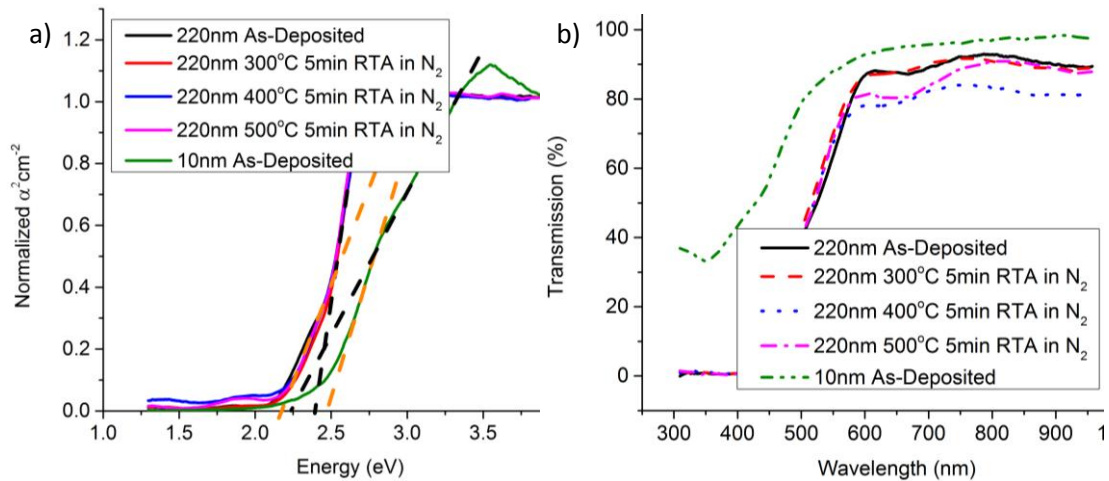 a)
Normalized α²cm⁻²
1.2
1.0
0.8
0.6
0.4
0.2
0.0
220nm As-Deposited
220nm 300°C 5min RTA in N₂
220nm 400°C 5min RTA in N₂
220nm 500°C 5min RTA in N₂
10nm As-Deposited
1.0 1.5 2.0 2.5 3.0 3.5
Energy (eV)
b)
Transmission (%)
100
80
60
40
20
0
220nm As-Deposited
220nm 300°C 5min RTA in N₂
220nm 400°C 5min RTA in N₂
220nm 500°C 5min RTA in N₂
10nm As-Deposited
300 400 500 600 700 800 900
Wavelength (nm)